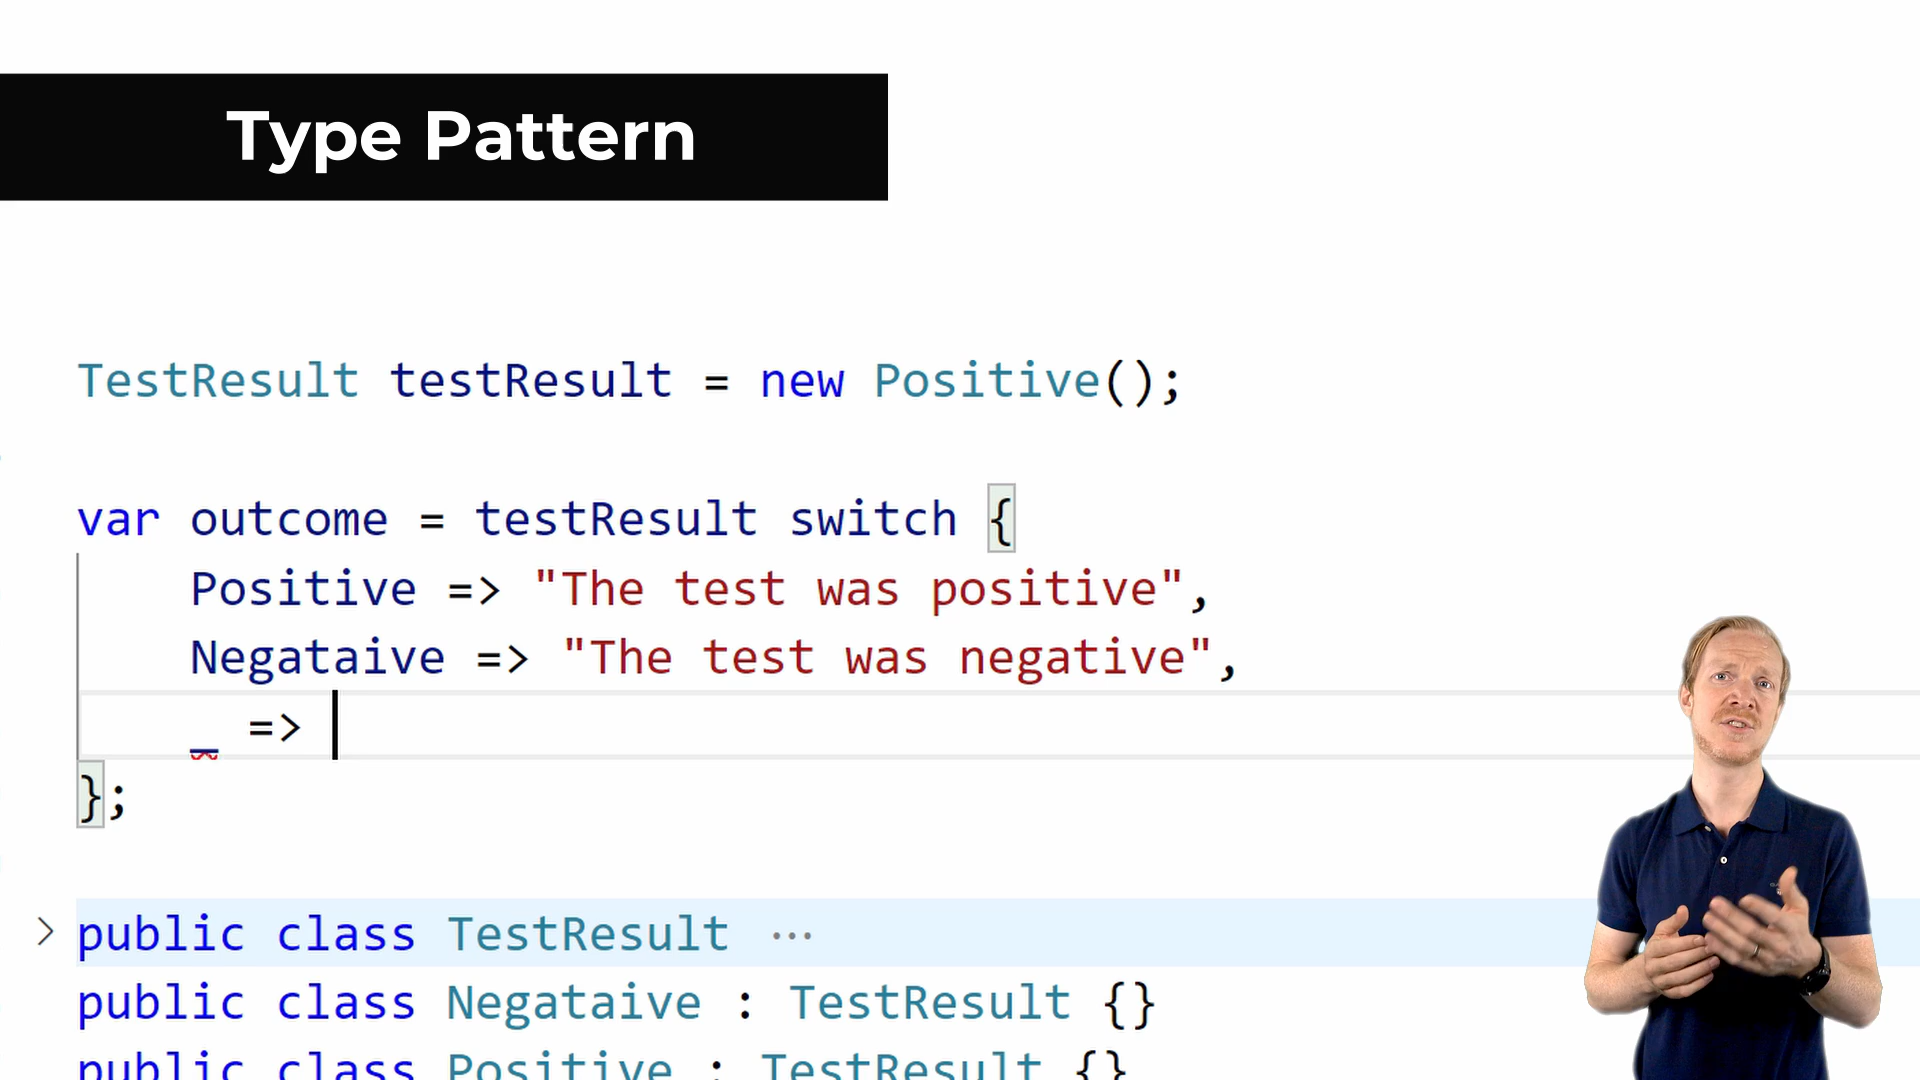 Type Pattern
TestResult testResult = new Positive();
var outcome = testResult switch {
Positive => "The test was positive",
Negataive => "The test was negative",
_ =>
};
public class TestResult ...
public class Negataive : TestResult {}
public class Positive : TestResult {}